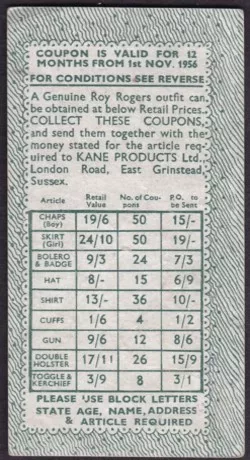 COUPON IS VALID FOR 12
MONTHS FROM 1ST NOV. 1956
FOR CONDITIONS SEE REVERSE
A Genuine Roy Rogers outfit can
be obtained at below Retail Prices.
COLLECT THESE COUPONS
and send them together with the
money stated for the article re-
quired to KANE PRODUCTS Ltd.,
London Road, East Grinstead,
Sussex.
Article Retail Value No. of Cou- pons P.O. to be Sent
CHAPS (Boy) 19/6 50 15/-
SKIRT (Girl) 24/10 50 19/-
BOLERO & BADGE 9/3 24 7/3
HAT 8/- 15 6/9
SHIRT 13/- 36 10/-
CUFFS 1/6 4 1/2
GUN 9/6 12 8/6
DOUBLE HOLSTER 17/11 26 15/9
TOGGLE & KERCHIEF 3/9 8 3/1
PLEASE USE BLOCK LETTERS
STATE AGE, NAME, ADDRESS
& ARTICLE REQUIRED